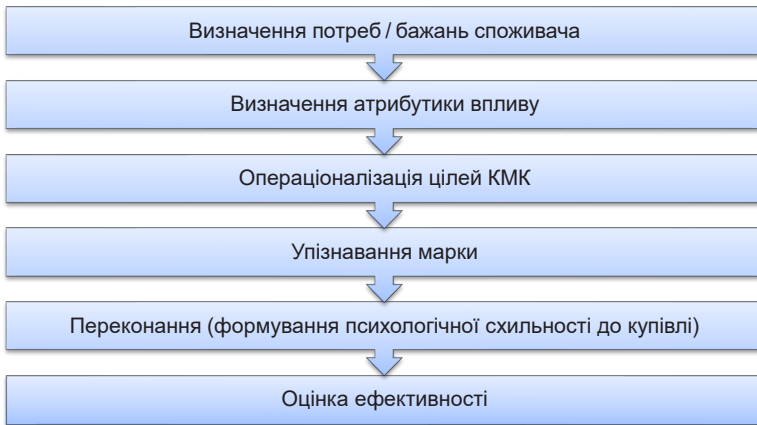 Визначення потреб / бажань споживача
Визначення атрибутики впливу
Операціоналізація цілей КМК
Упізнавання марки
Переконання (формування психологічної схильності до купівлі)
Оцінка ефективності